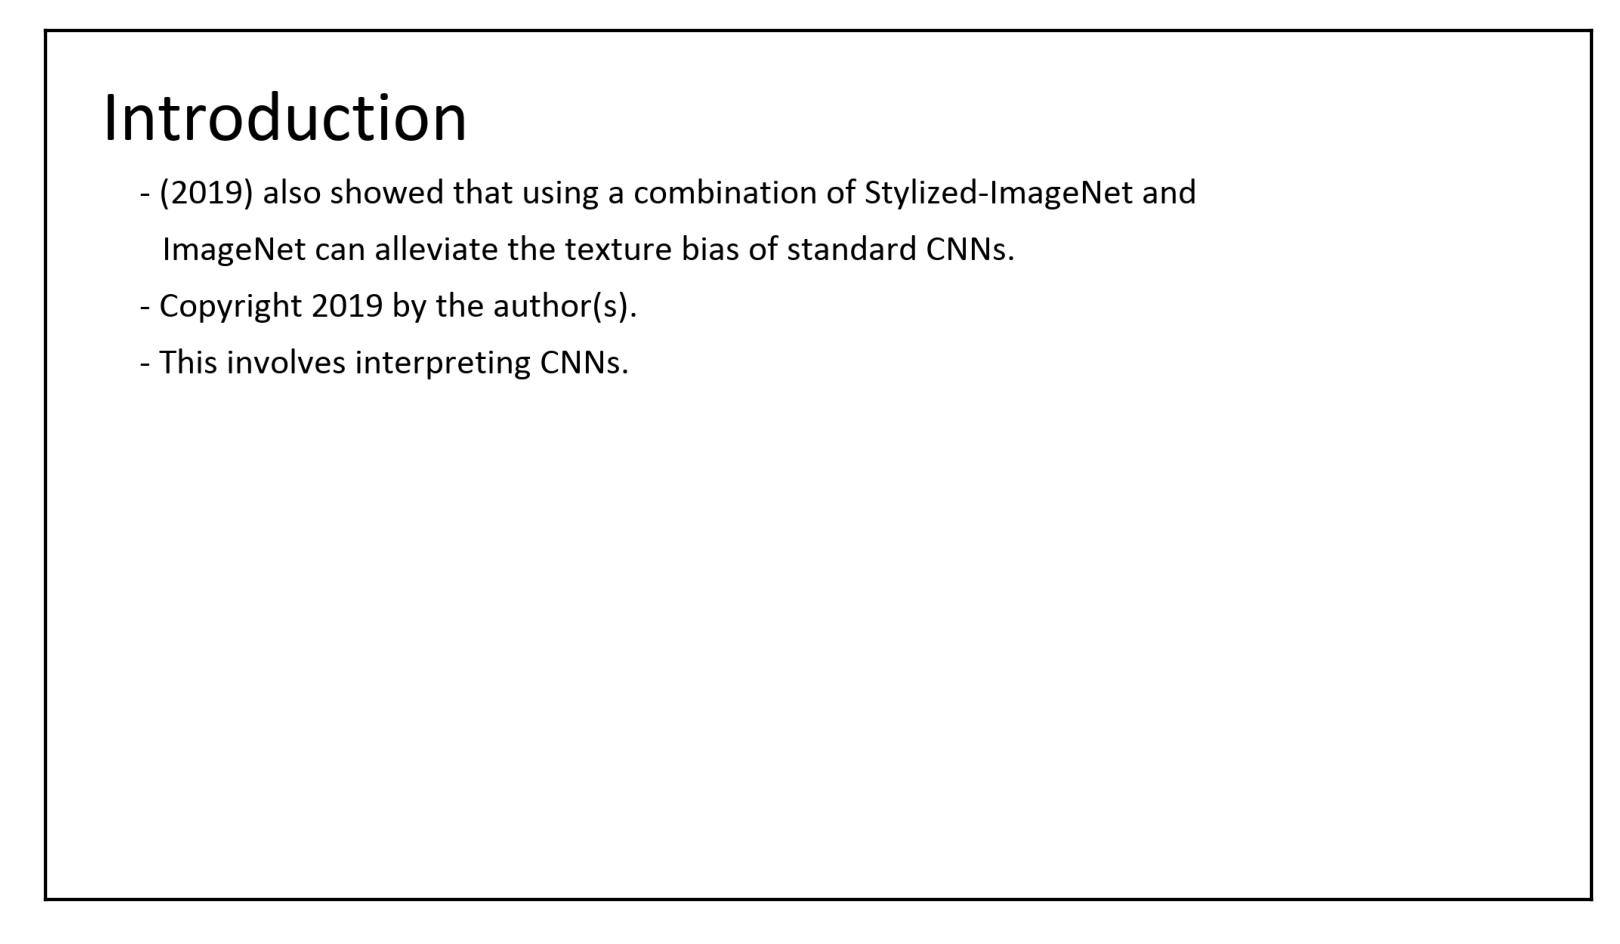 Introduction
- (2019) also showed that using a combination of Stylized-ImageNet and
ImageNet can alleviate the texture bias of standard CNNs.
- Copyright 2019 by the author(s).
- This involves interpreting CNNs.